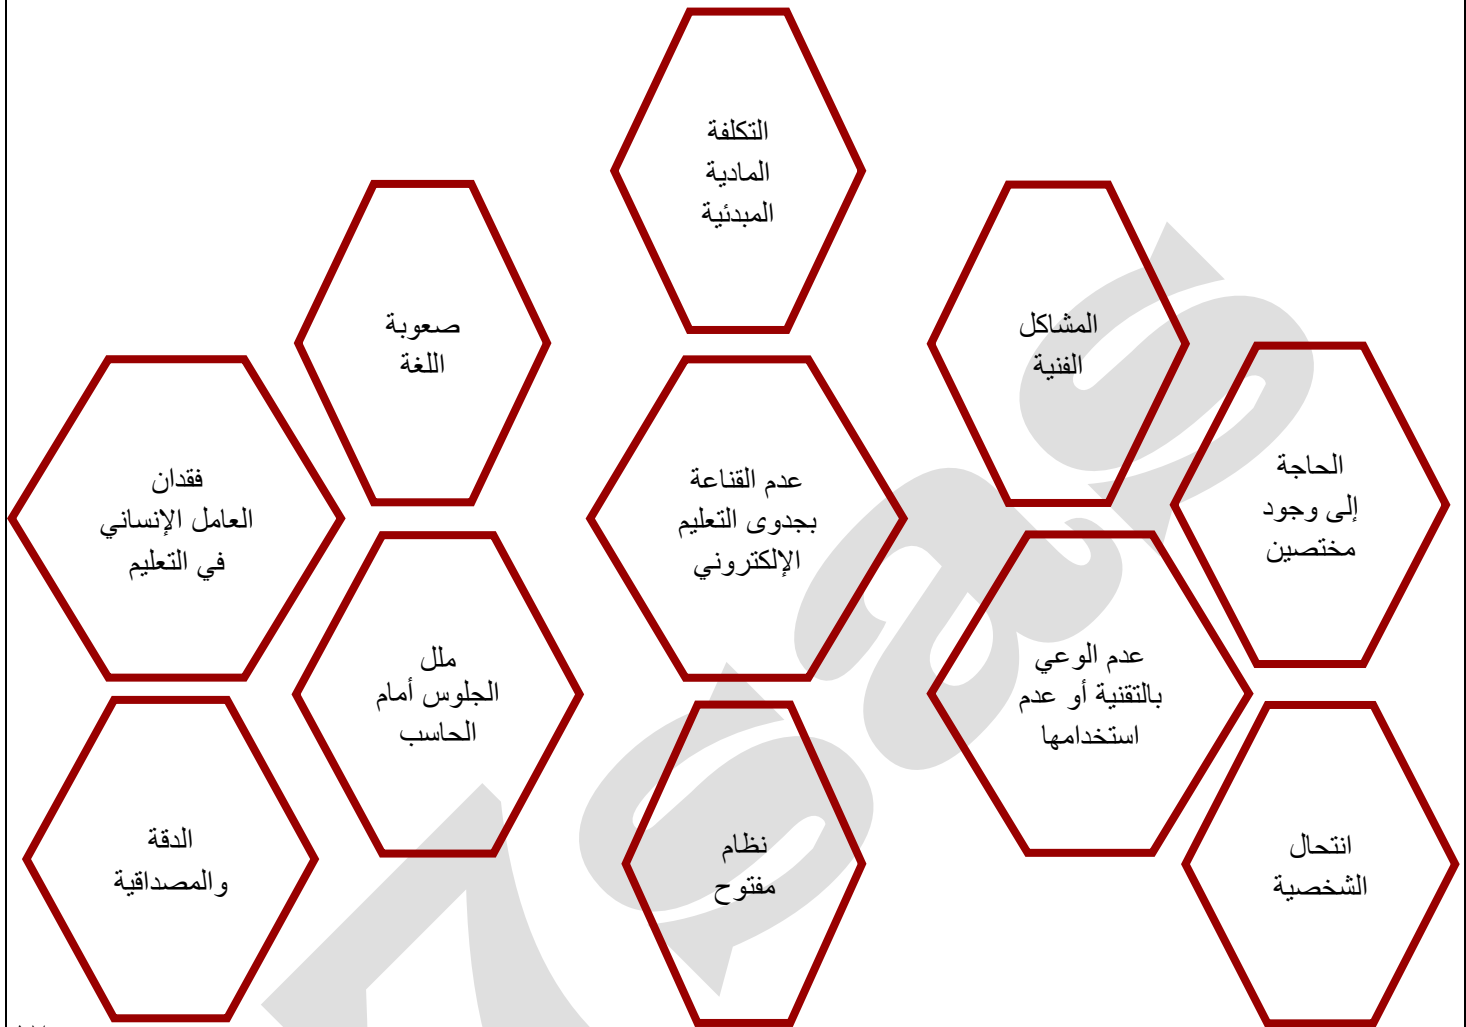 التكلفة
المادية
المبدئية
المشاكل
الفنية
صعوبة
اللغة
الحاجة
إلى وجود
مختصين
عدم القناعة
بجدوى التعليم
الإلكتروني
فقدان
العامل الإنساني
في التعليم
عدم الوعي
بالتقنية أو عدم
استخدامها
ملل
الجلوس أمام
الحاسب
انتحال
الشخصية
نظام
مفتوح
الدقة
والمصداقية